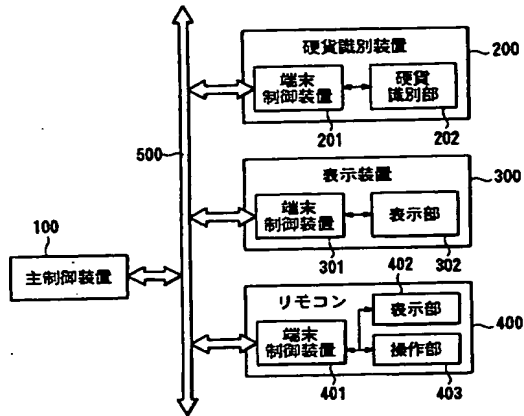 硬貨識別装置
200
端末
制御装置
硬貨
識別部
201
202
500
表示装置
300
端末
制御装置
表示部
301
302
100
主制御装置
402
リモコン
表示部
400
端末
制御装置
操作部
401
403